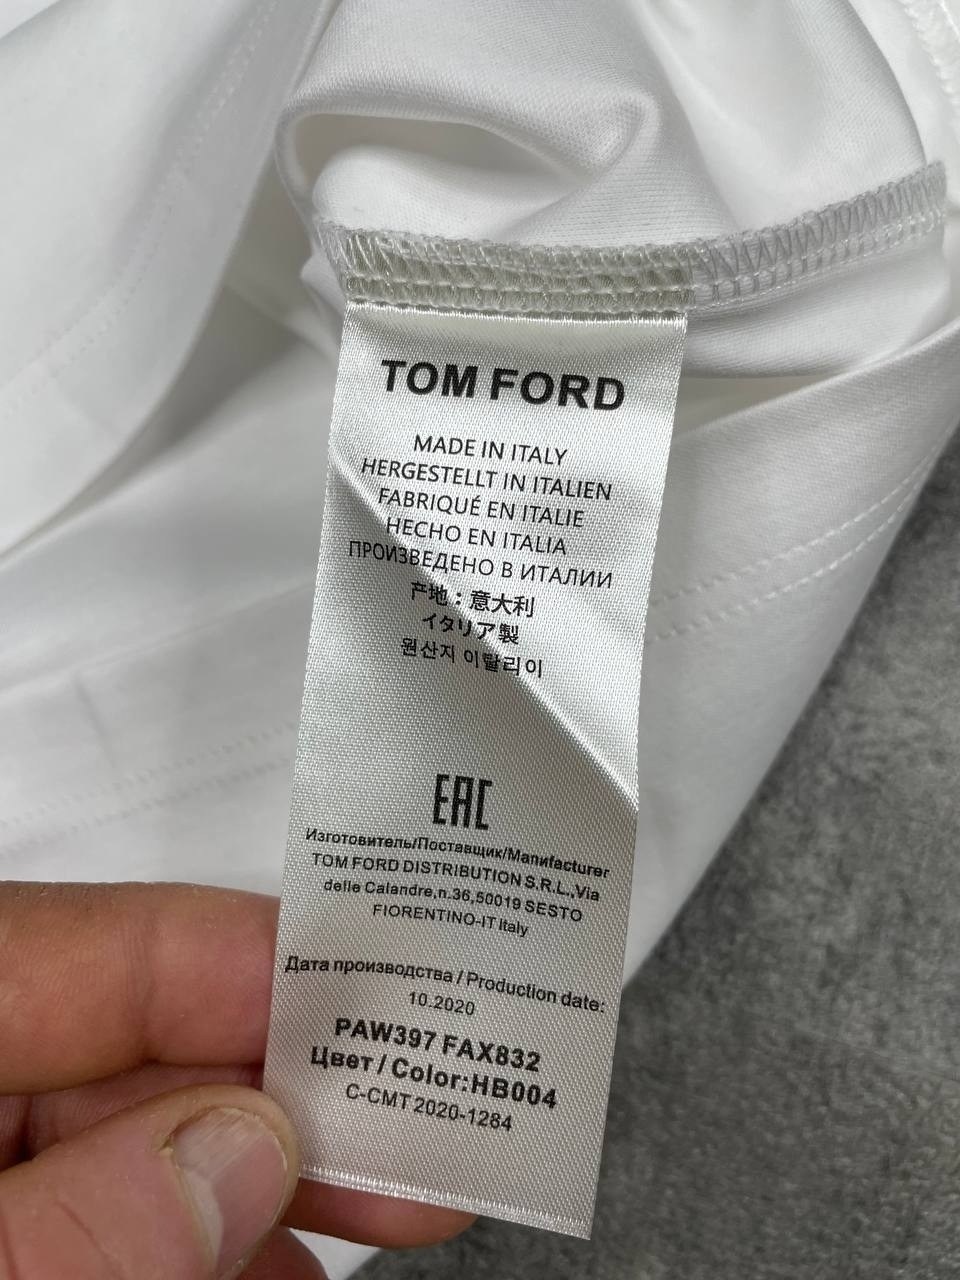 TOM FORD
MADE IN ITALY
HERGESTELLT IN ITALIEN
FABRIQUÉ EN ITALIE
HECHO EN ITALIA
ПРОИЗВЕДЕНО В ИТАЛИИ
产地：意大利
イタリア製
원산지 이탈리이
EAC
Изготовитель/Поставщик/Manufacturer
TOM FORD DISTRIBUTION S.R.L.,Via
delle Calandre,n.36,50019 SESTO
FIORENTINO-IT Italy
Дата производства / Production date:
10.2020
PAW397 FAX832
Цвет / Color:HB004
C-CMT 2020-1284